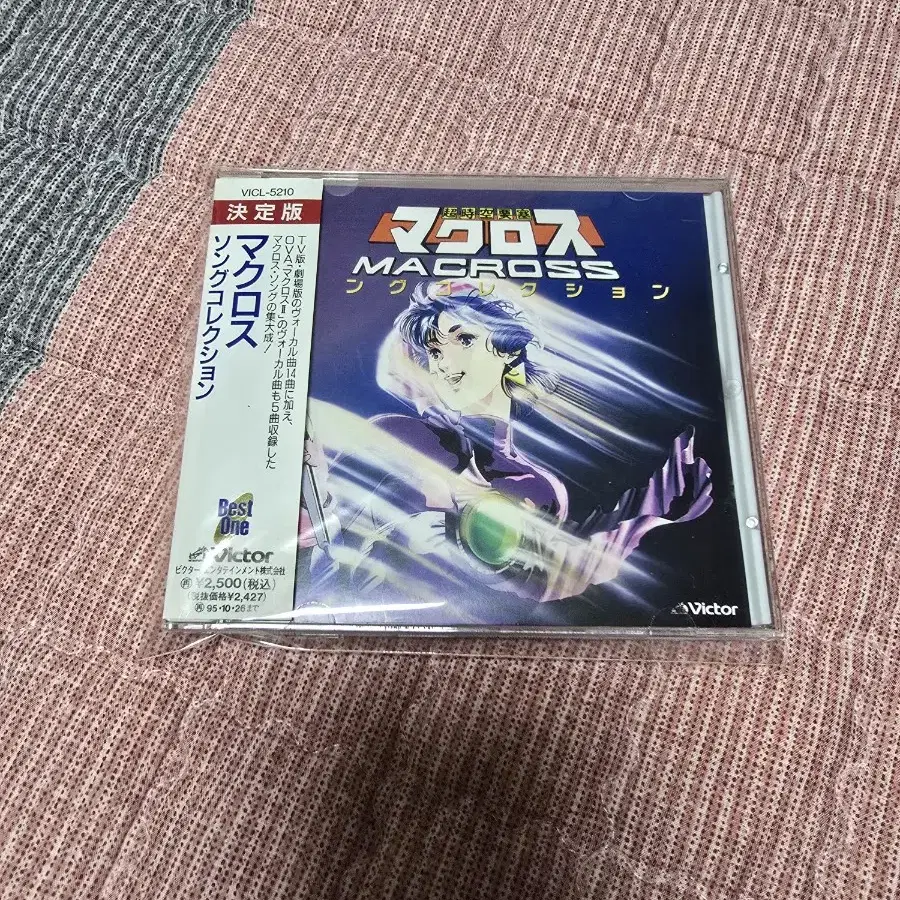 VICL-5210
決定版
マクロス
ソングコレクション
TV版・劇場版のヴォーカル曲14曲に加え、
OVA「マクロスⅡ」のヴォーカル曲も5曲収録した
マクロス・ソングの集大成!
Best
One
Victor
ビクターエンタテインメント株式会社
¥2,500(税込)
(税抜価格¥2,427)
95・10・26まで
超時空要塞
マクロス
MACROSS
ングコレクション
Victor